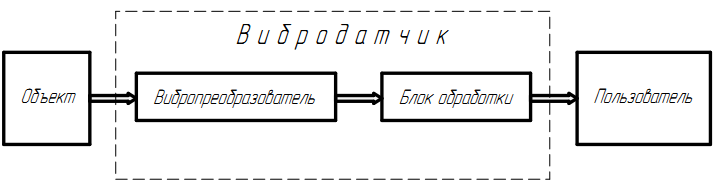 Вибродатчик
Объект
Вибропреобразователь
Блок обработки
Пользователь